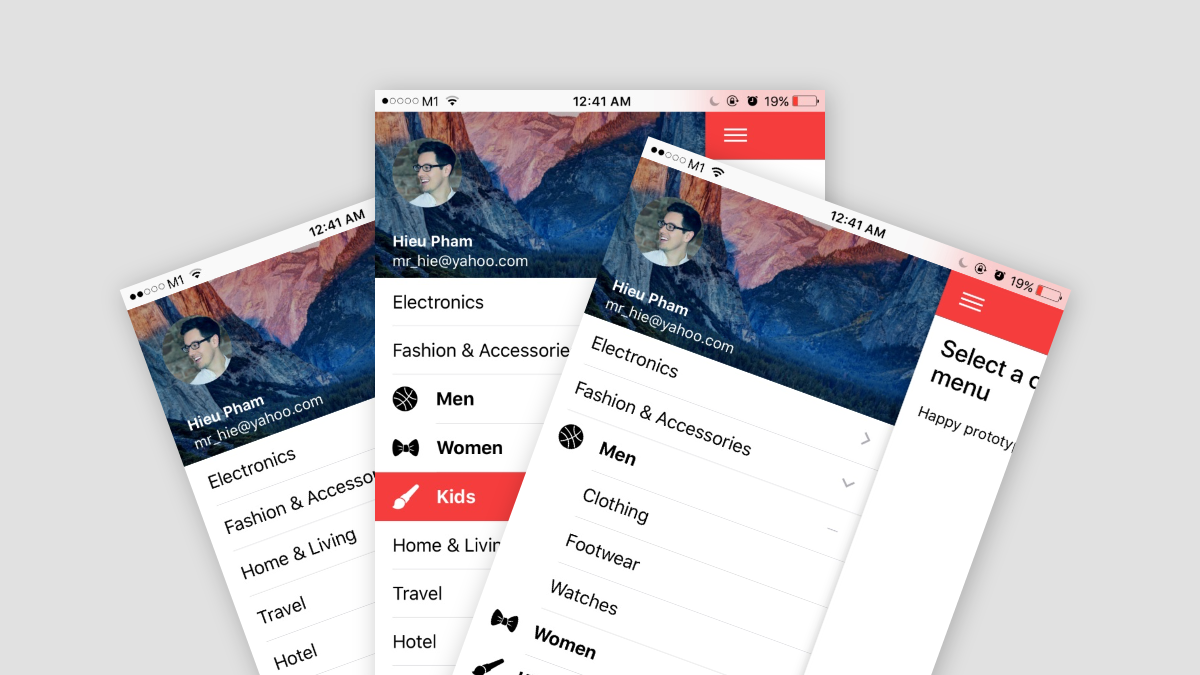 M1
12:41 AM
Hieu Pham
mr_hie@yahoo.com
Electronics
Fashion & Accessor
Home & Living
Travel
Hotel
M1 12:41 AM 19%
Hieu Pham
mr_hie@yahoo.com
Electronics
Fashion & Accessorie
Men
Women
Kids
Home & Livin
Travel
Hotel
M1 12:41 AM 19%
Hieu Pham
mr_hie@yahoo.com
Electronics
Fashion & Accessories
Men
Clothing
Footwear
Watches
Women
Select a c
menu
Happy prototyp